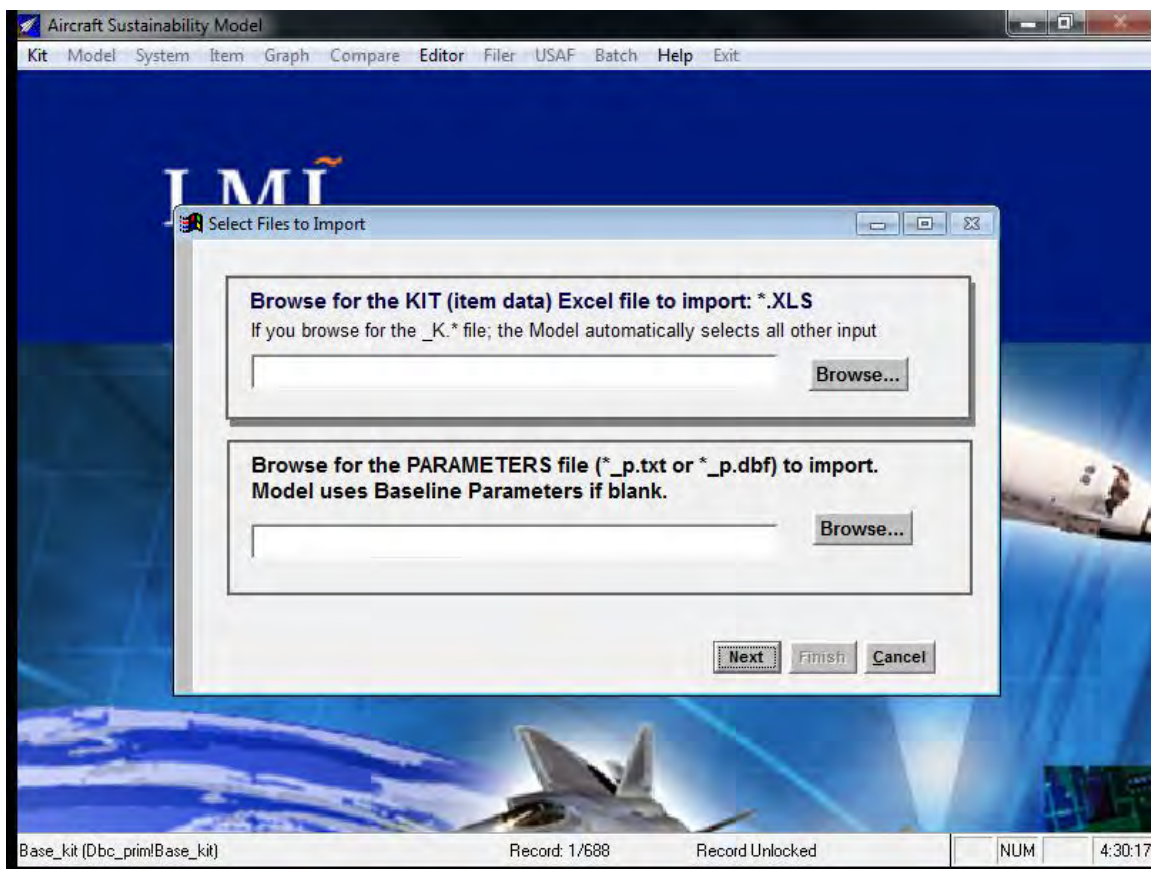 Aircraft Sustainability Model
Kit Model System Item Graph Compare Editor Filer USAF Batch Help Exit
LMI
Select Files to Import
Browse for the KIT (item data) Excel file to import: *.XLS
If you browse for the _K.* file; the Model automatically selects all other input
Browse...
Browse for the PARAMETERS file (*_p.txt or *_p.dbf) to import.
Model uses Baseline Parameters if blank.
Browse...
Next Finish Cancel
Base_kit (Dbc_prim!Base_kit) Record: 1/688 Record Unlocked NUM 4:30:17